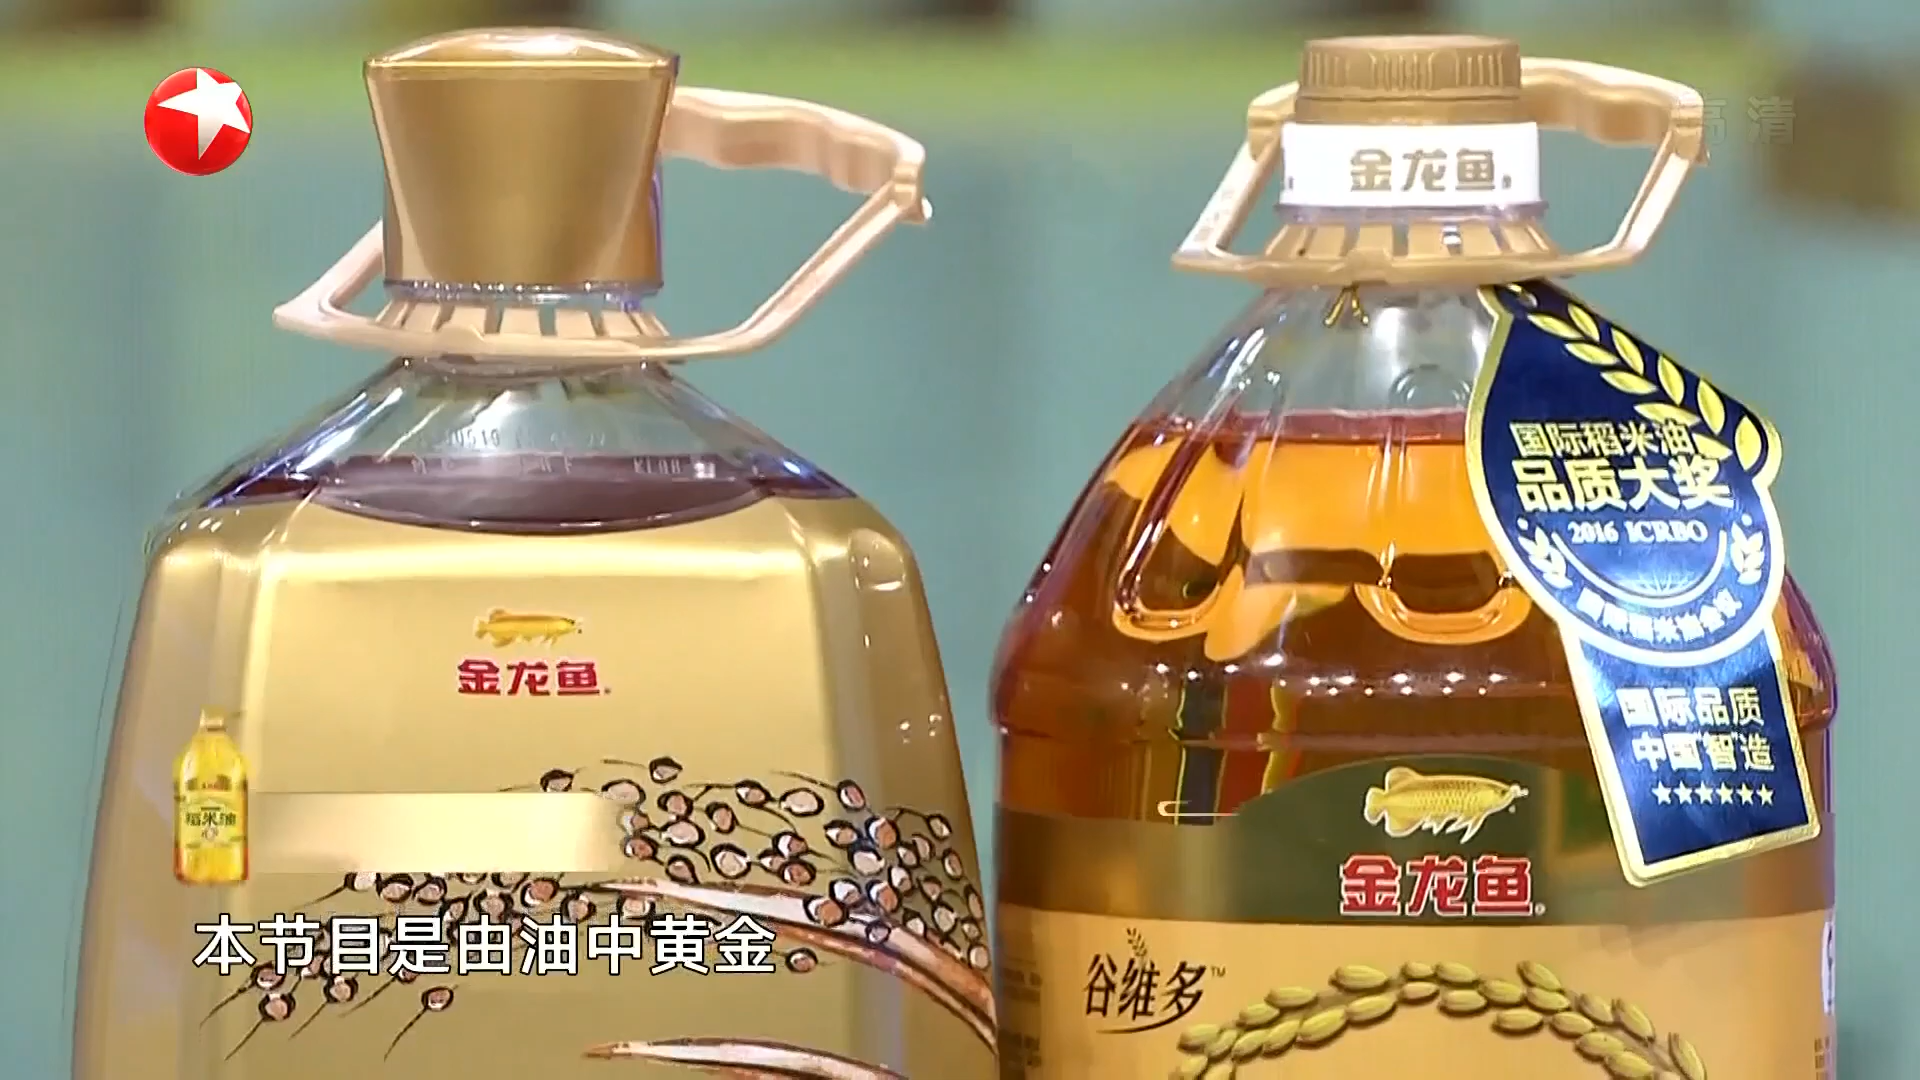 高清
金龙鱼
国际稻米油
品质大奖
2016 ICRBO
国际品质
中国"智"造
金龙鱼
稻米油
金龙鱼
谷维多™
本节目是由油中黄金